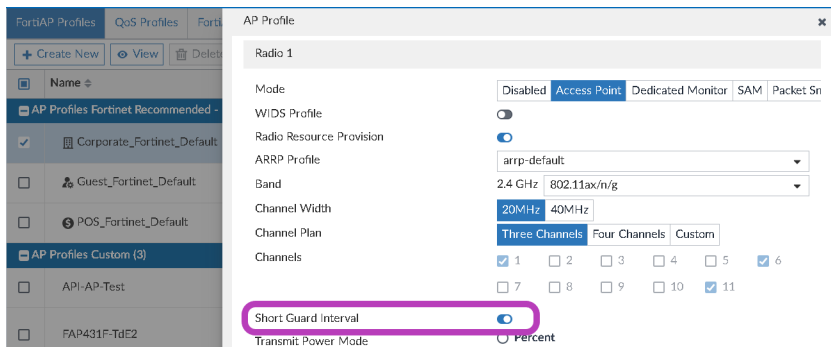 FortiAP Profiles QoS Profiles Forti
+ Create New View Delet
Name
AP Profiles Fortinet Recommended -
Corporate_Fortinet_Default
Guest_Fortinet_Default
POS_Fortinet_Default
AP Profiles Custom (3)
API-AP-Test
FAP431F-TdE2
AP Profile
Radio 1
Mode Disabled Access Point Dedicated Monitor SAM Packet Sn
WIDS Profile
Radio Resource Provision
ARRP Profile arrp-default
Band 2.4 GHz 802.11ax/n/g
Channel Width 20MHz 40MHz
Channel Plan Three Channels Four Channels Custom
Channels 1 2 3 4 5 6
7 8 9 10 11
Short Guard Interval
Transmit Power Mode Percent